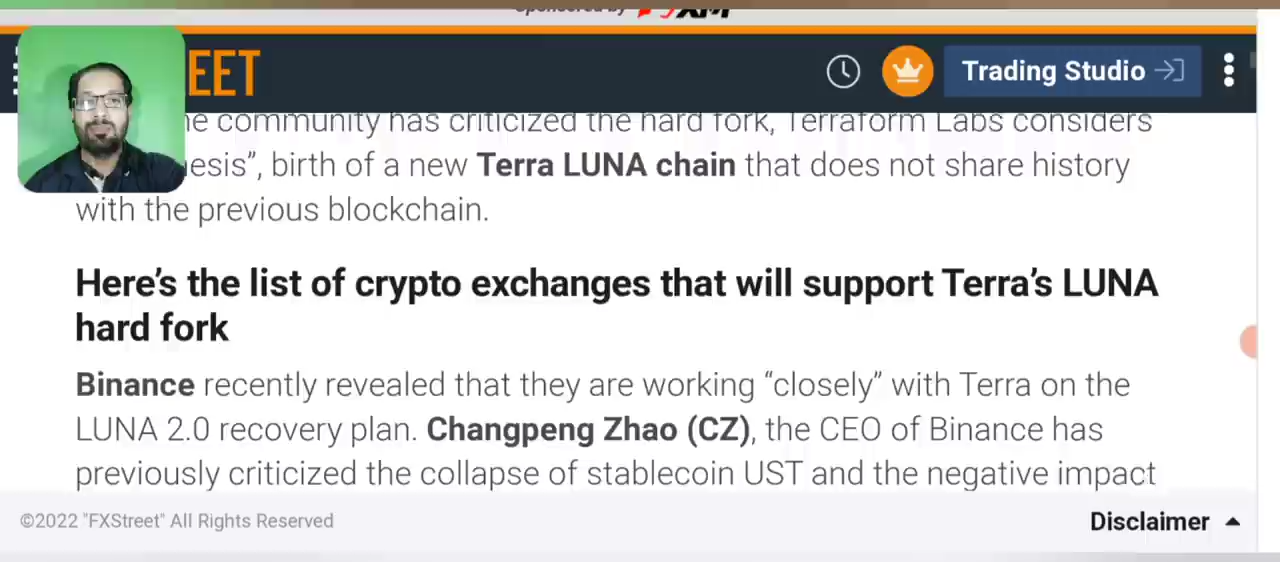 Sponsored by FXTM
EET
Trading Studio
he community has criticized the hard fork, Terraform Labs considers
nesis”, birth of a new Terra LUNA chain that does not share history
with the previous blockchain.
Here’s the list of crypto exchanges that will support Terra’s LUNA
hard fork
Binance recently revealed that they are working “closely” with Terra on the
LUNA 2.0 recovery plan. Changpeng Zhao (CZ), the CEO of Binance has
previously criticized the collapse of stablecoin UST and the negative impact
©2022 "FXStreet" All Rights Reserved
Disclaimer